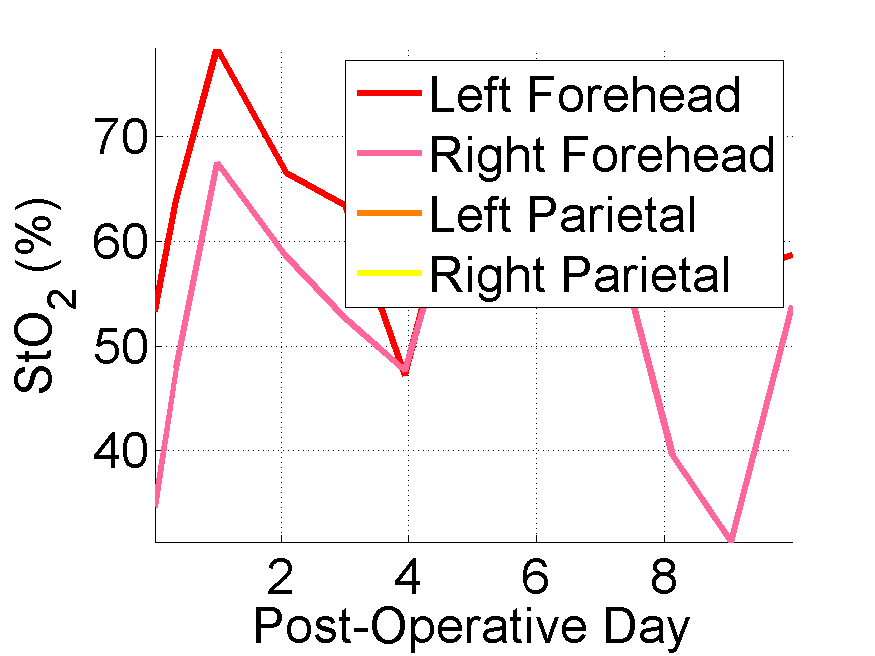 Left Forehead
Right Forehead
Left Parietal
Right Parietal
70
60
50
40
StO2 (%)
2 4 6 8
Post-Operative Day